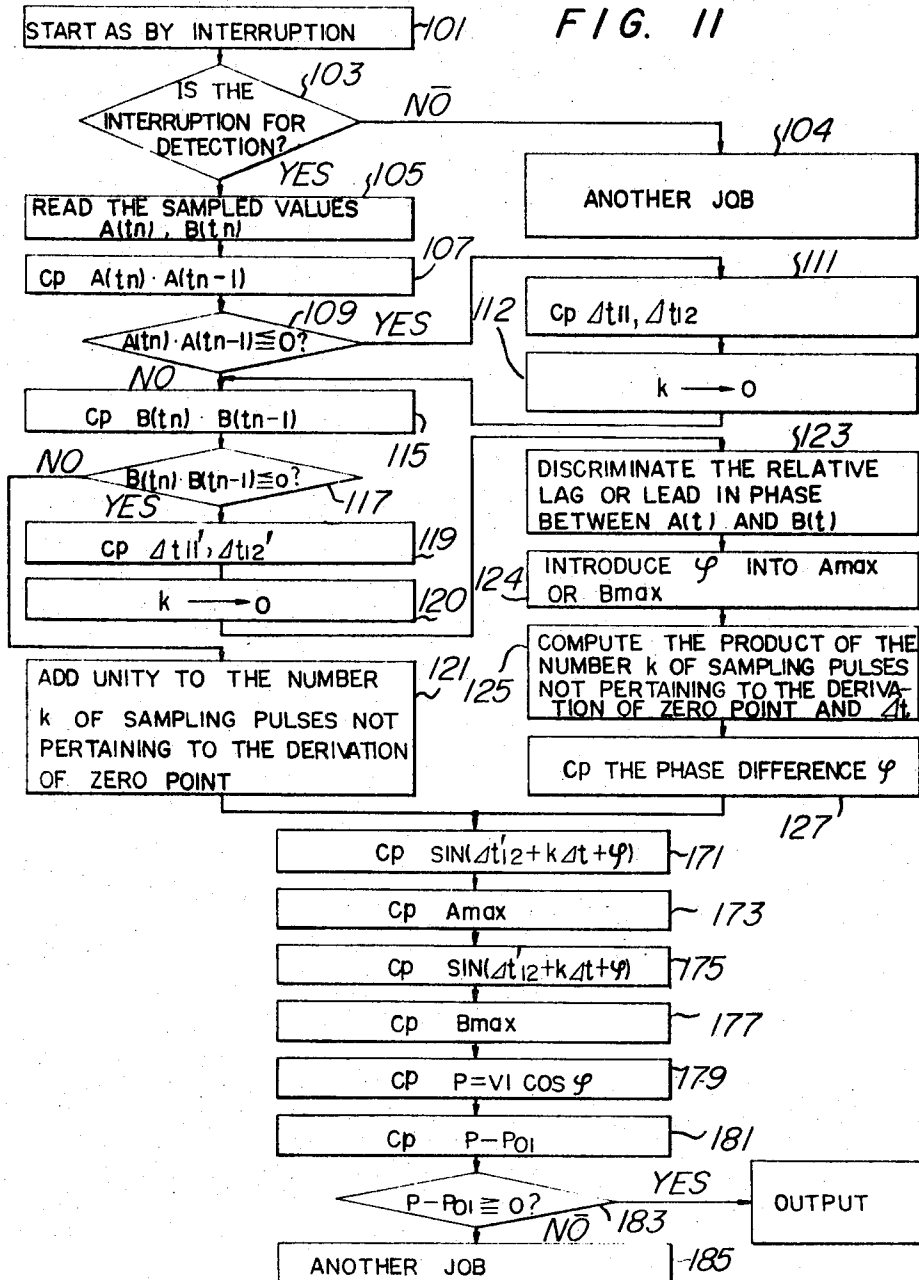 FIG. 11
START AS BY INTERRUPTION
101
103
IS THE
INTERRUPTION FOR
DETECTION?
NO
YES
104
ANOTHER JOB
105
READ THE SAMPLED VALUES
A(tn), B(tn)
107
Cp A(tn)·A(tn-1)
109
A(tn)·A(tn-1)≦0?
YES
NO
111
Cp Δt11, Δt12
112
k → 0
Cp B(tn)·B(tn-1)
115
NO
B(tn)·B(tn-1)≦0?
117
YES
Cp Δt11', Δt12'
119
k → 0
120
121
ADD UNITY TO THE NUMBER
k OF SAMPLING PULSES NOT
PERTAINING TO THE DERIVATION
OF ZERO POINT
123
DISCRIMINATE THE RELATIVE
LAG OR LEAD IN PHASE
BETWEEN A(t) AND B(t)
124
INTRODUCE φ INTO Amax
OR Bmax
125
COMPUTE THE PRODUCT OF THE
NUMBER k OF SAMPLING PULSES
NOT PERTAINING TO THE DERIVA-
TION OF ZERO POINT AND Δt
Cp THE PHASE DIFFERENCE φ
127
Cp SIN(Δt'12+kΔt+φ)
171
Cp Amax
173
Cp SIN(Δt'12+kΔt+φ)
175
Cp Bmax
177
Cp P=VI COS φ
179
Cp P-P01
181
P-P01≧0?
183
YES
NO
OUTPUT
ANOTHER JOB
185